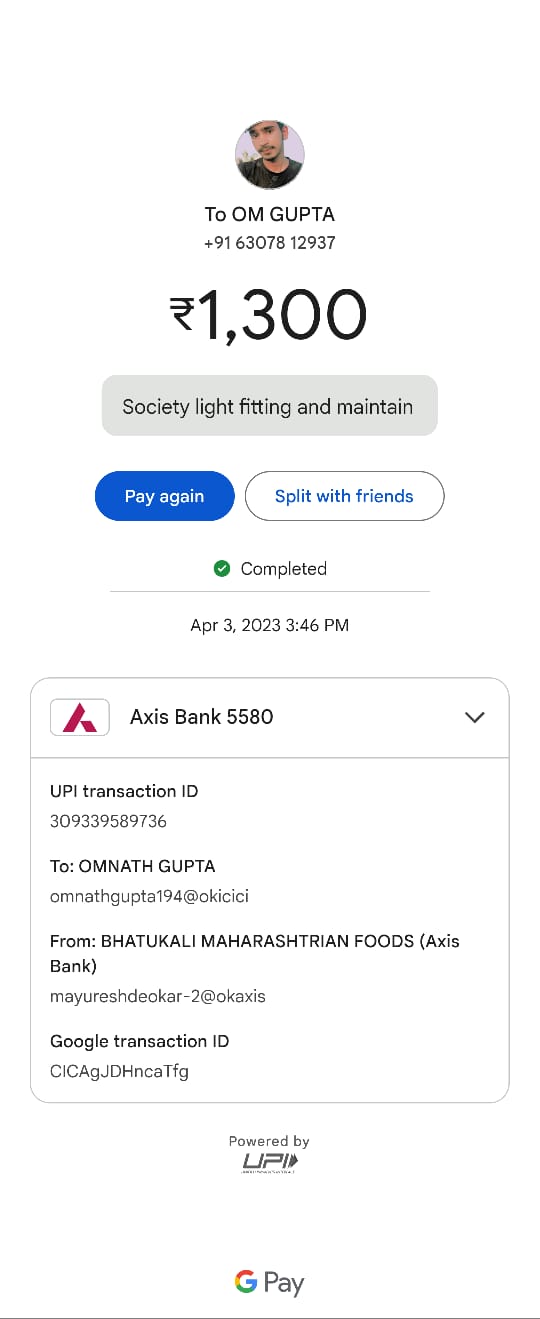 To OM GUPTA
+91 63078 12937
₹1,300
Society light fitting and maintain
Pay again
Split with friends
Completed
Apr 3, 2023 3:46 PM
Axis Bank 5580
UPI transaction ID
309339589736
To: OMNATH GUPTA
omnathgupta194@okicici
From: BHATUKALI MAHARASHTRIAN FOODS (Axis
Bank)
mayureshdeokar-2@okaxis
Google transaction ID
CICAgJDHncaTfg
Powered by
UPI
G Pay